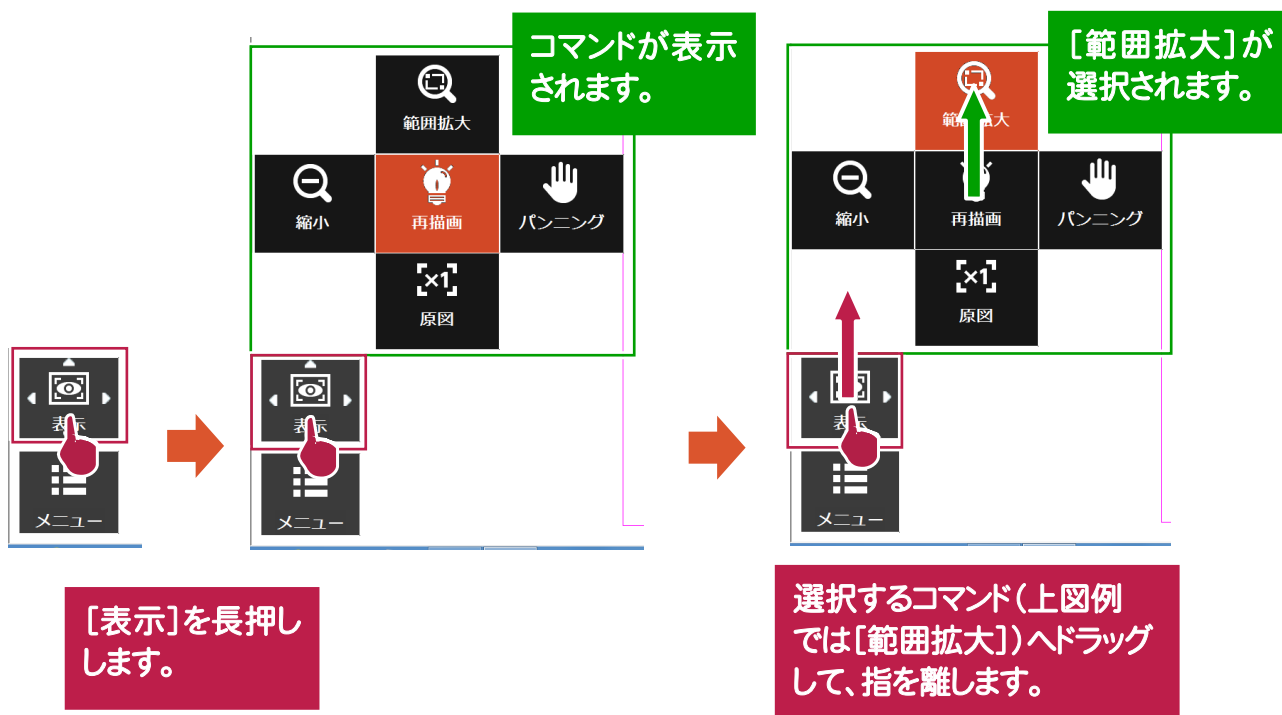 コマンドが表示
されます。
[範囲拡大]が
選択されます。
範囲拡大
縮小
再描画
パンニング
原図
範 拡大
縮小
再描画
パンニング
原図
表示
メニュー
表示
メニュー
表示
メニュー
[表示]を長押し
します。
選択するコマンド(上図例
では[範囲拡大])へドラッグ
して、指を離します。